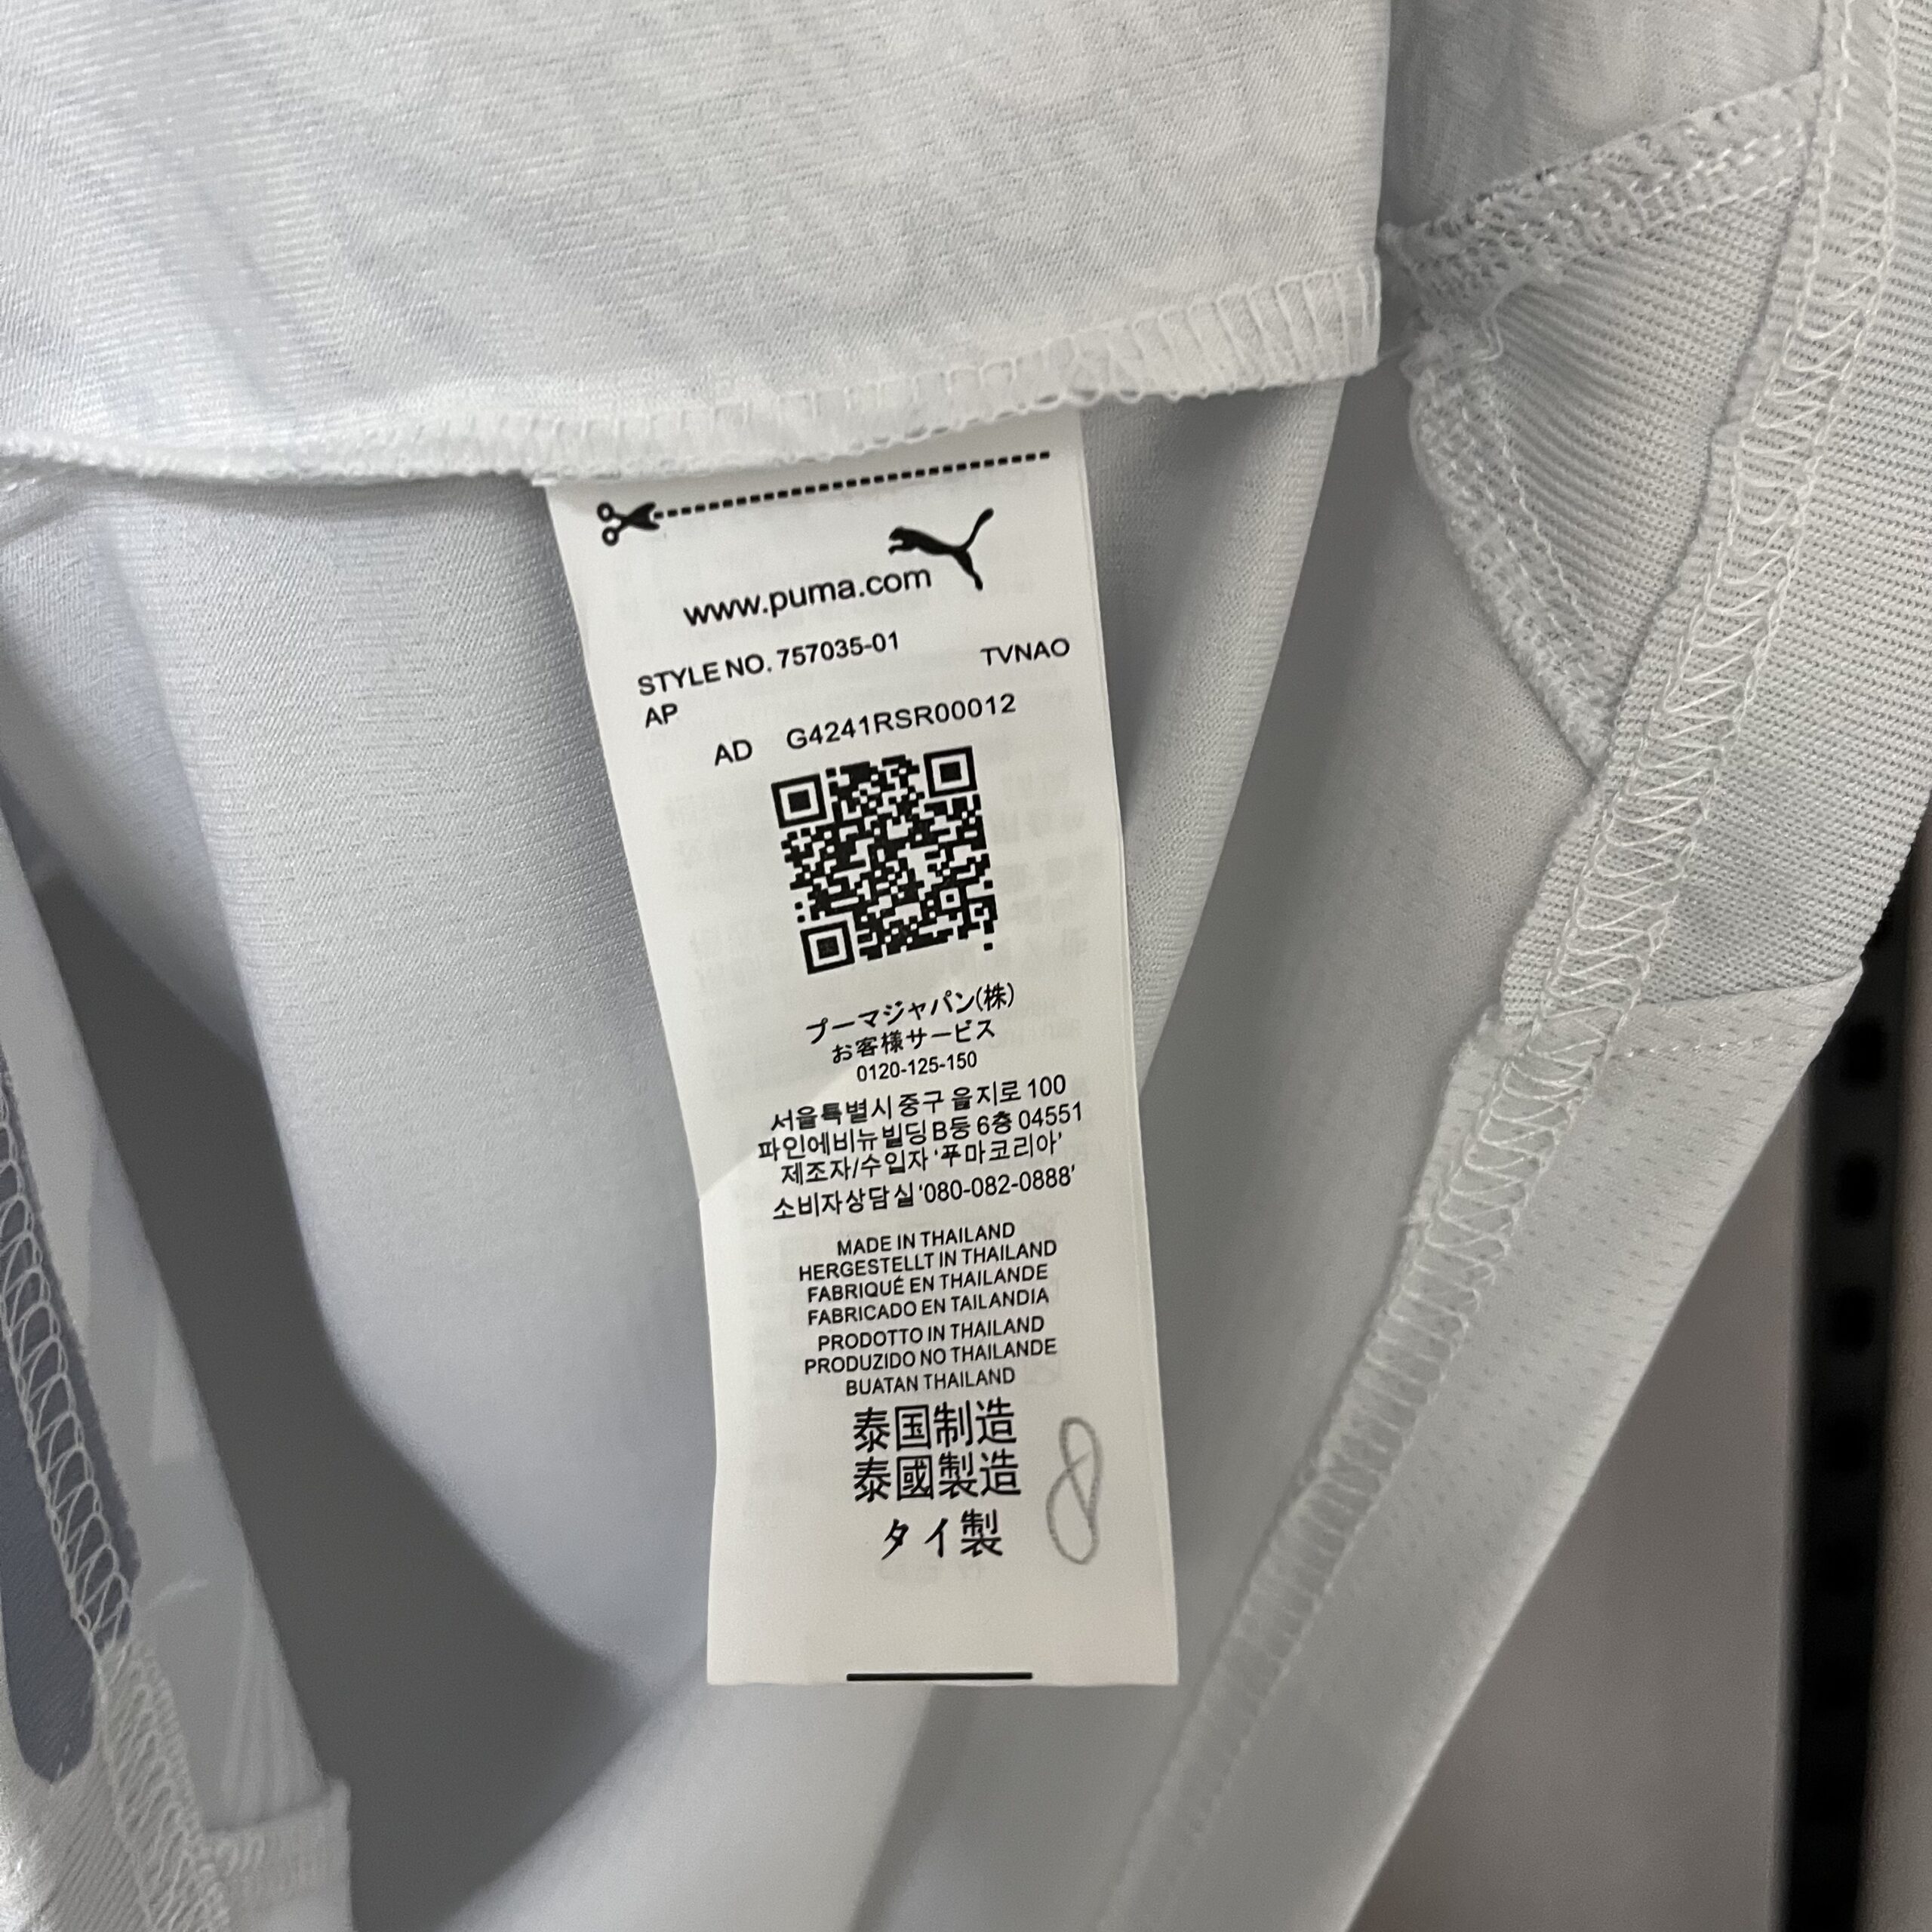 www.puma.com
STYLE NO. 757035-01 TVNAO
AP
AD G4241RSR00012
プーマジャパン(株)
お客様サービス
0120-125-150
서울특별시 중구 을지로 100
파인에비뉴빌딩 B동 6층 04551
제조자/수입자 '푸마코리아'
소비자상담실 '080-082-0888'
MADE IN THAILAND
HERGESTELLT IN THAILAND
FABRIQUÉ EN THAILANDE
FABRICADO EN TAILANDIA
PRODOTTO IN THAILAND
PRODUZIDO NO THAILANDE
BUATAN THAILAND
泰国制造
泰國製造
タイ製
8